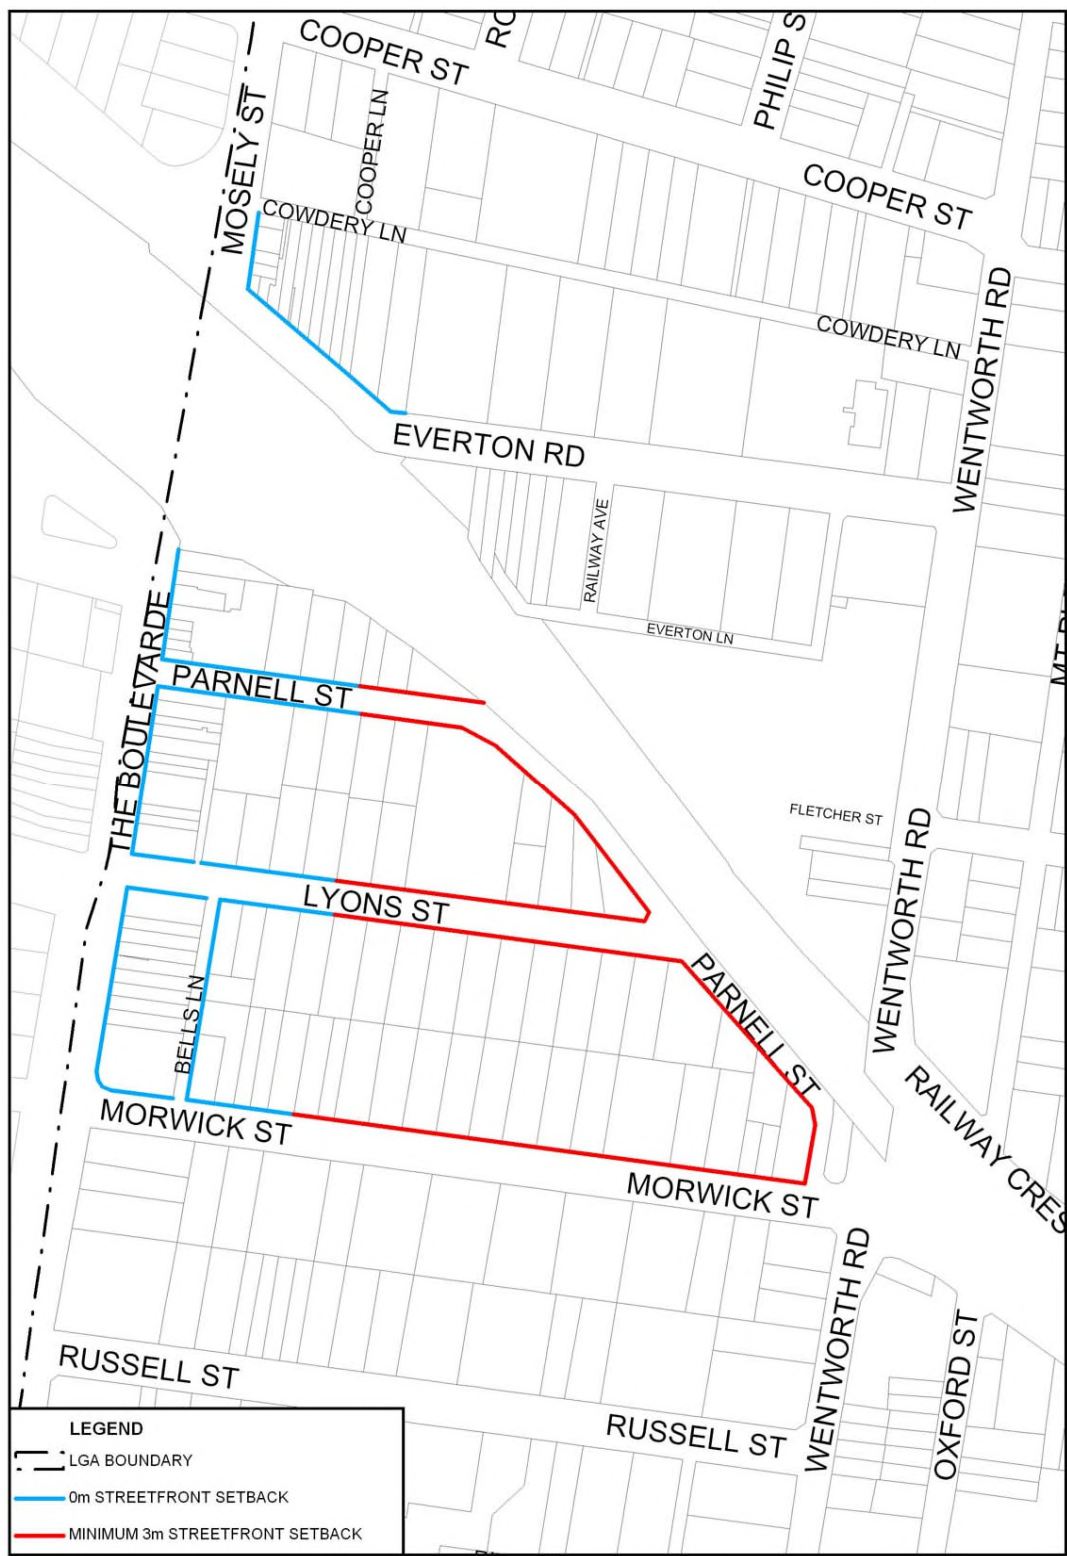 COOPER ST
PHILIP S
MOSELY ST
COOPER LN
COWDERY LN
COOPER ST
WENTWORTH RD
COWDERY LN
EVERTON RD
RAILWAY AVE
EVERTON LN
THE BOULEVARDE
PARNELL ST
FLETCHER ST
WENTWORTH RD
LYONS ST
BELLS LN
PARNELL ST
RAILWAY CRES
MORWICK ST
MORWICK ST
WENTWORTH RD
OXFORD ST
RUSSELL ST
RUSSELL ST
LEGEND
LGA BOUNDARY
0m STREETFRONT SETBACK
MINIMUM 3m STREETFRONT SETBACK